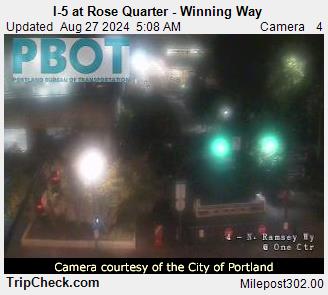 I-5 at Rose Quarter - Winning Way
Updated Aug 27 2024 5:08 AM Camera 4
PBOT
PORTLAND BUREAU OF TRANSPORTATION
4 - N. Ramsey Wy
@ One Ctr
Camera courtesy of the City of Portland
TripCheck.com Milepost302.00